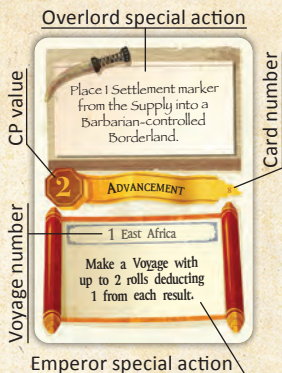 Overlord special action
Place 1 Settlement marker
from the Supply into a
Barbarian-controlled
Borderland.
CP value
Card number
2
ADVANCEMENT
Voyage number
1 East Africa
Make a Voyage with
up to 2 rolls deducting
1 from each result.
Emperor special action